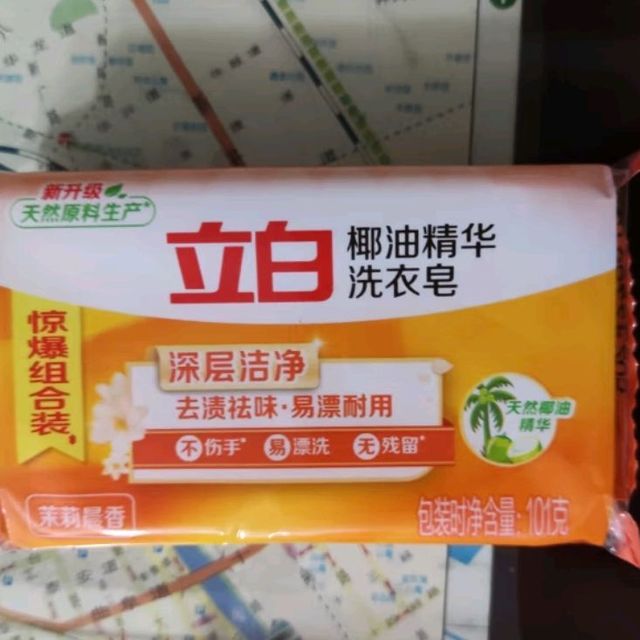 新升级
天然原料生产*
立白
椰油精华
洗衣皂
惊爆组合装
深层洁净
去渍祛味·易漂耐用
不伤手* 易漂洗 无残留*
天然椰油
精华
茉莉晨香
包装时净含量:101克